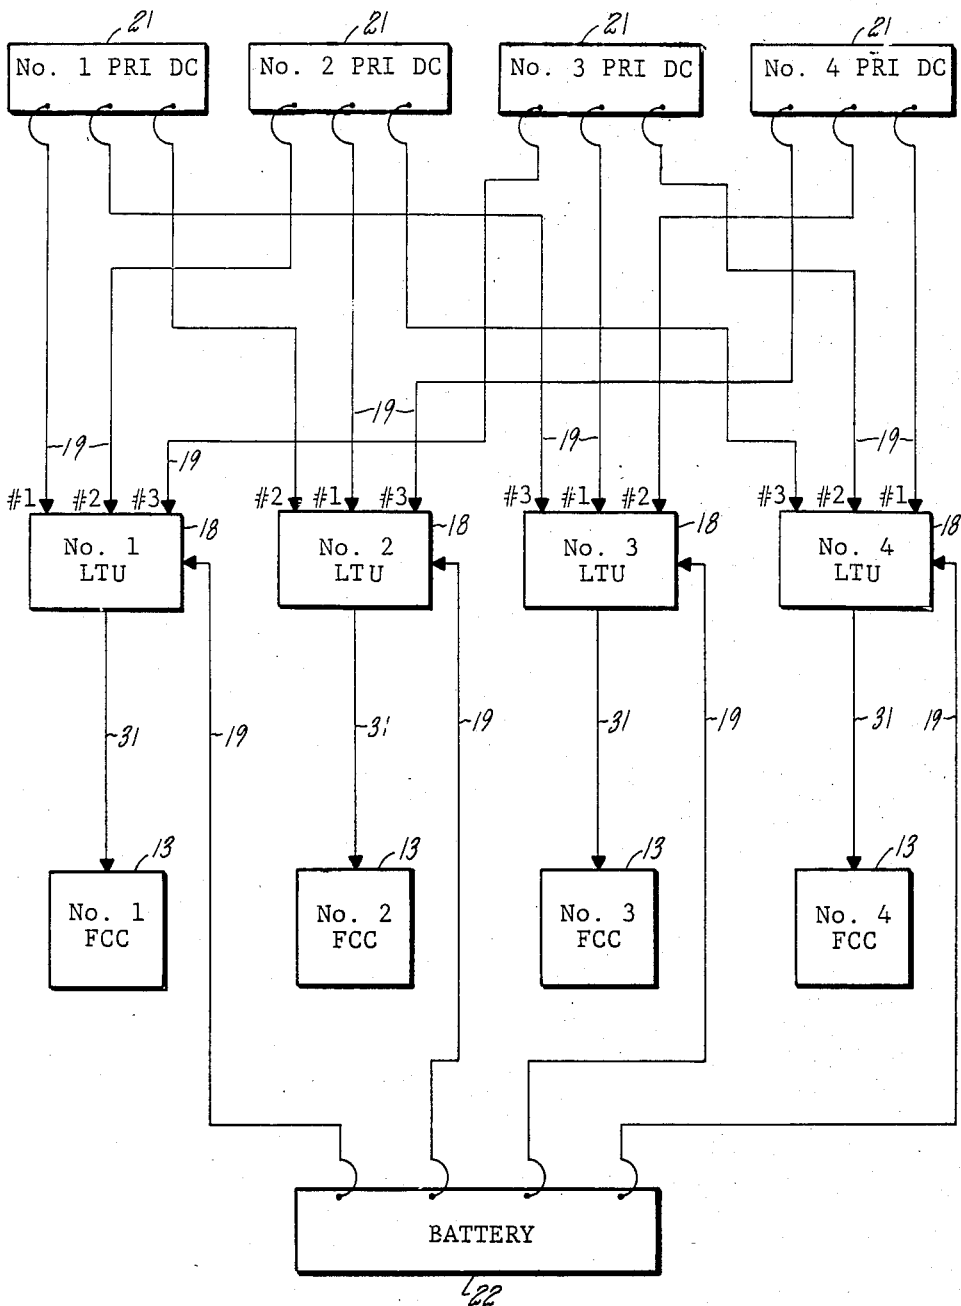 21 21 21 21
No. 1 PRI DC No. 2 PRI DC No. 3 PRI DC No. 4 PRI DC
19 19 19
19 19
#1 #2 #3 #2 #1 #3 #3 #1 #2 #3 #2 #1
18 18 18 18
No. 1 No. 2 No. 3 No. 4
LTU LTU LTU LTU
31 19 31 19 31 19 31 19
13 13 13 13
No. 1 No. 2 No. 3 No. 4
FCC FCC FCC FCC
BATTERY
22